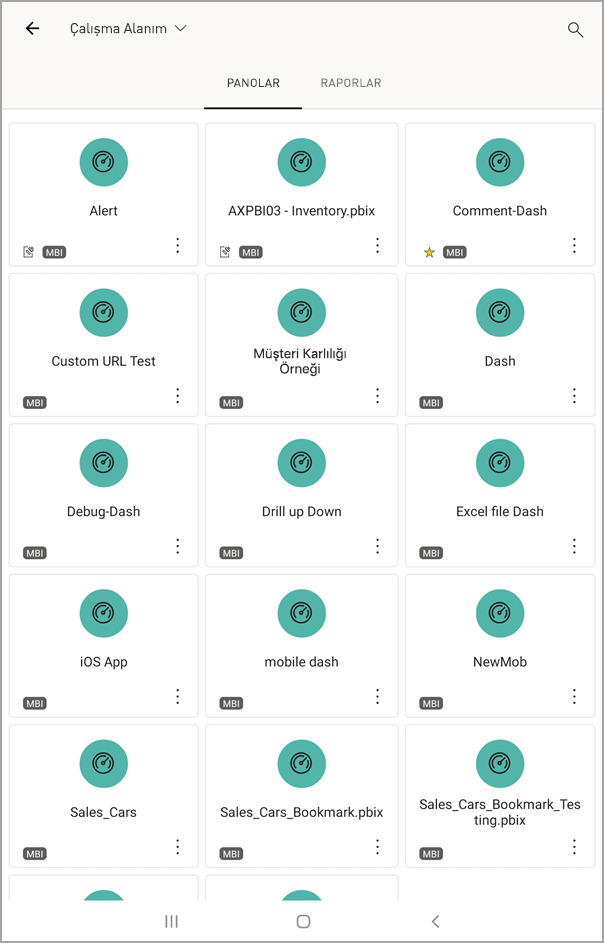 Çalışma Alanım
PANOLAR RAPORLAR
Alert
MBI
AXPBI03 - Inventory.pbix
MBI
Comment-Dash
MBI
Custom URL Test
MBI
Müşteri Karlılığı
Örneği
MBI
Dash
MBI
Debug-Dash
MBI
Drill up Down
MBI
Excel file Dash
MBI
iOS App
MBI
mobile dash
MBI
NewMob
MBI
Sales_Cars
MBI
Sales_Cars_Bookmark.pbix
MBI
Sales_Cars_Bookmark_Tes
ting.pbix
MBI